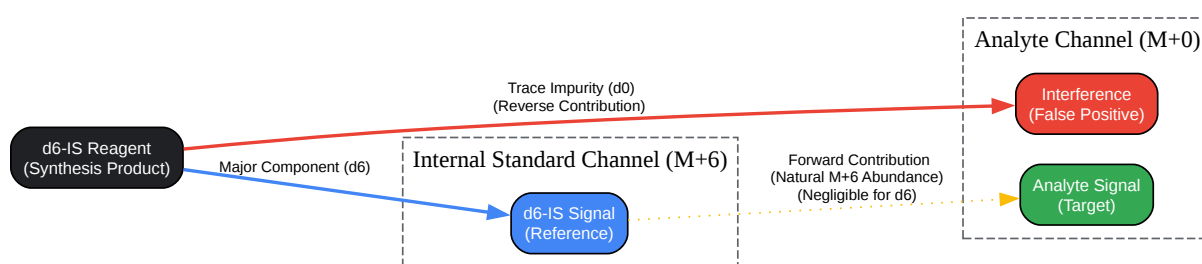 Analyte Channel (M+0)
Trace Impurity (d0)
(Reverse Contribution)
Interference
(False Positive)
d6-IS Reagent
(Synthesis Product)
Major Component (d6)
Internal Standard Channel (M+6)
Forward Contribution
(Natural M+6 Abundance)
(Negligible for d6)
Analyte Signal
(Target)
d6-IS Signal
(Reference)